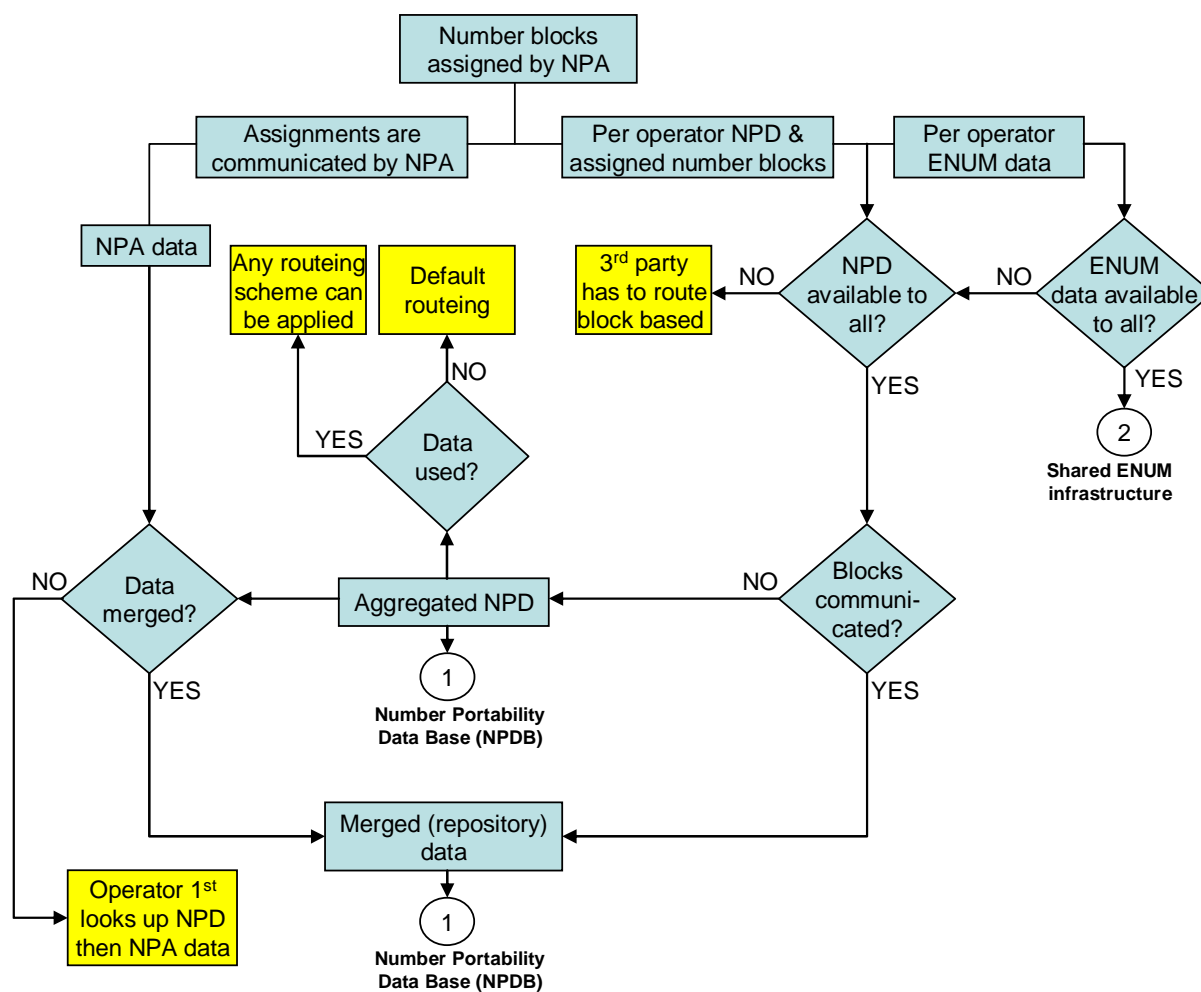 Number blocks
assigned by NPA
Assignments are
communicated by NPA
Per operator NPD &
assigned number blocks
Per operator
ENUM data
NPA data
Any routeing
scheme can
be applied
Default
routeing
3rd party
has to route
block based
NO
NPD
available to
all?
NO
ENUM
data available
to all?
NO
YES
YES
YES
Data
used?
2
Shared ENUM
infrastructure
NO
Data
merged?
Aggregated NPD
NO
Blocks
communi-
cated?
YES
1
YES
Number Portability
Data Base (NPDB)
Merged (repository)
data
Operator 1st
looks up NPD
then NPA data
1
Number Portability
Data Base (NPDB)